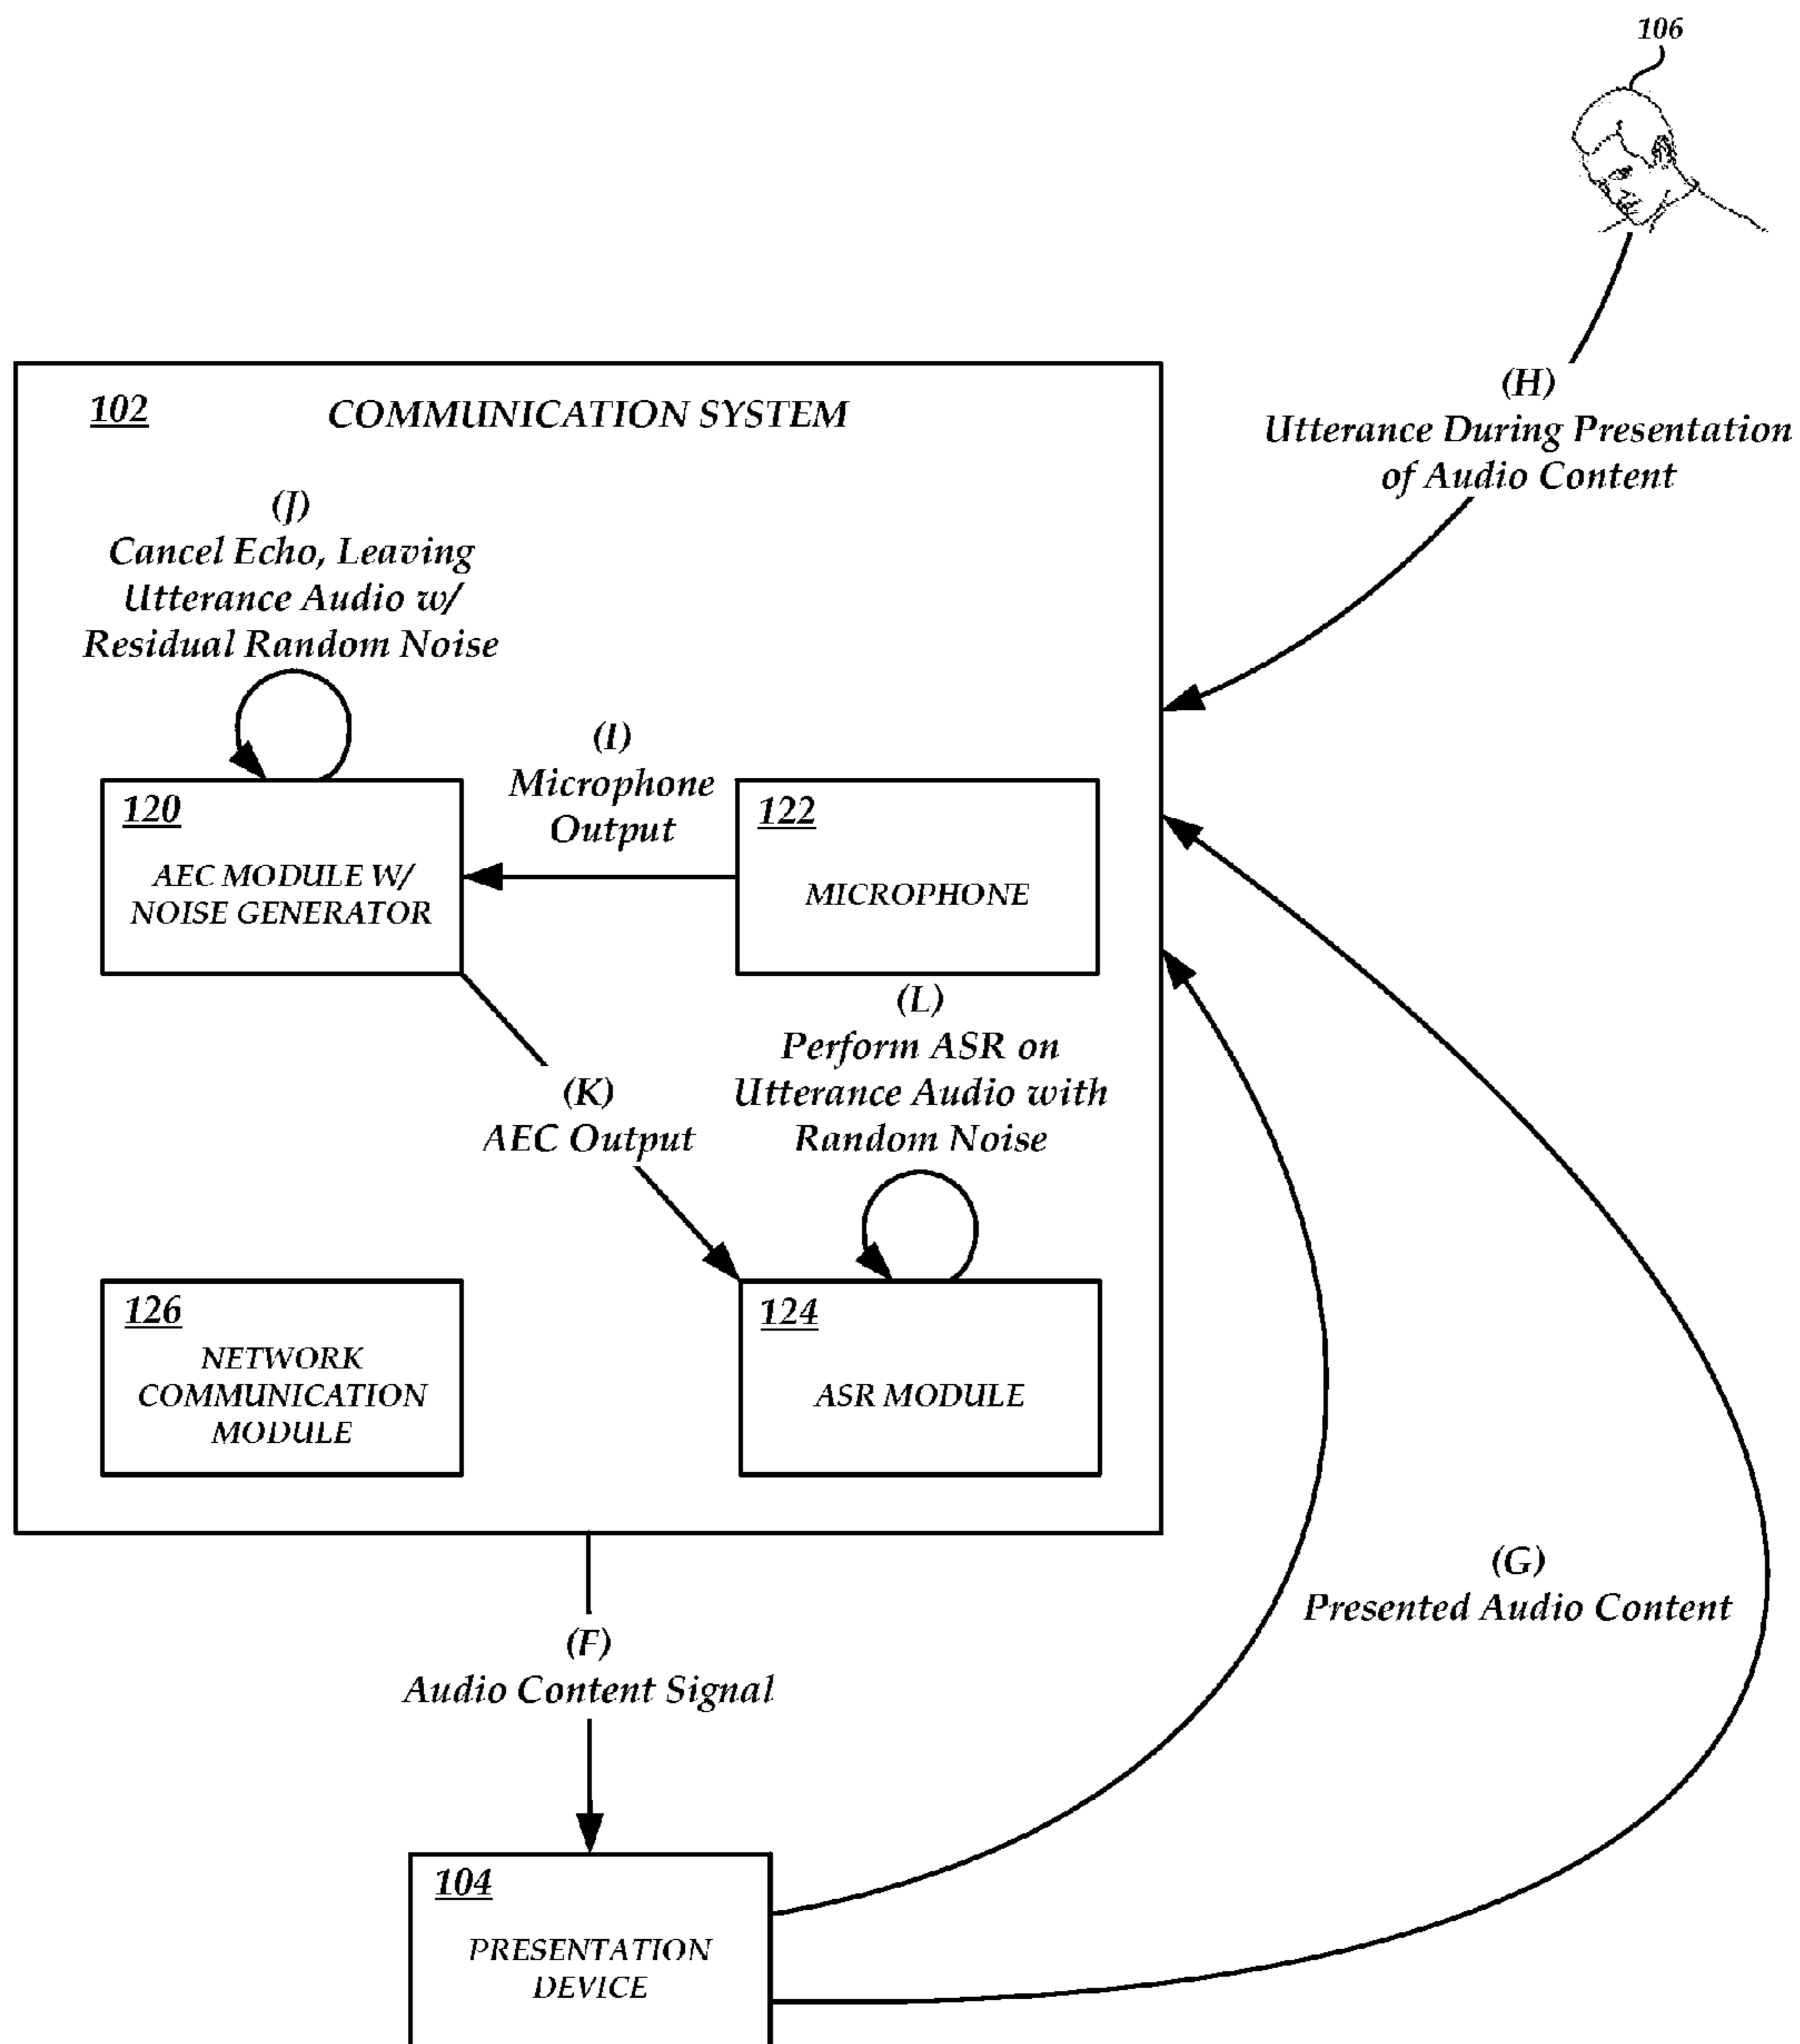 106
(H)
Utterance During Presentation
of Audio Content
102
COMMUNICATION SYSTEM
(J)
Cancel Echo, Leaving
Utterance Audio w/
Residual Random Noise
(I)
Microphone
Output
120
AEC MODULE W/
NOISE GENERATOR
122
MICROPHONE
(L)
Perform ASR on
Utterance Audio with
Random Noise
(K)
AEC Output
126
NETWORK
COMMUNICATION
MODULE
124
ASR MODULE
(G)
Presented Audio Content
(F)
Audio Content Signal
104
PRESENTATION
DEVICE